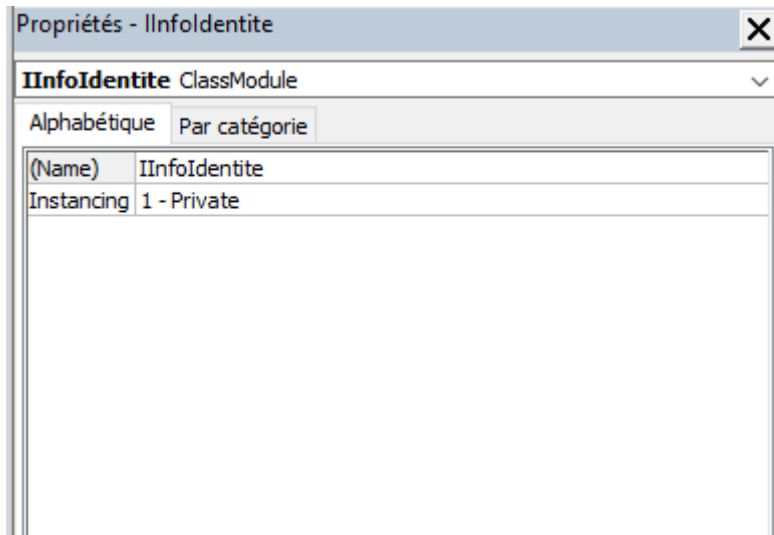 Propriétés - IInfoIdentite
IInfoIdentite ClassModule
Alphabétique Par catégorie
(Name) IInfoIdentite
Instancing 1 - Private